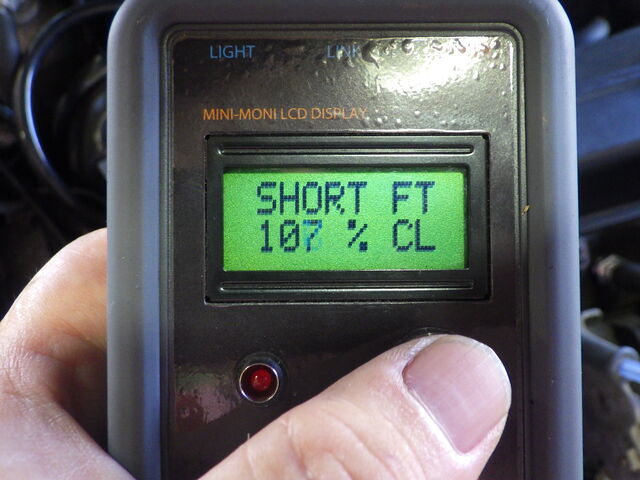 LIGHT LINK
MINI-MONI LCD DISPLAY
SHORT FT
107 % CL